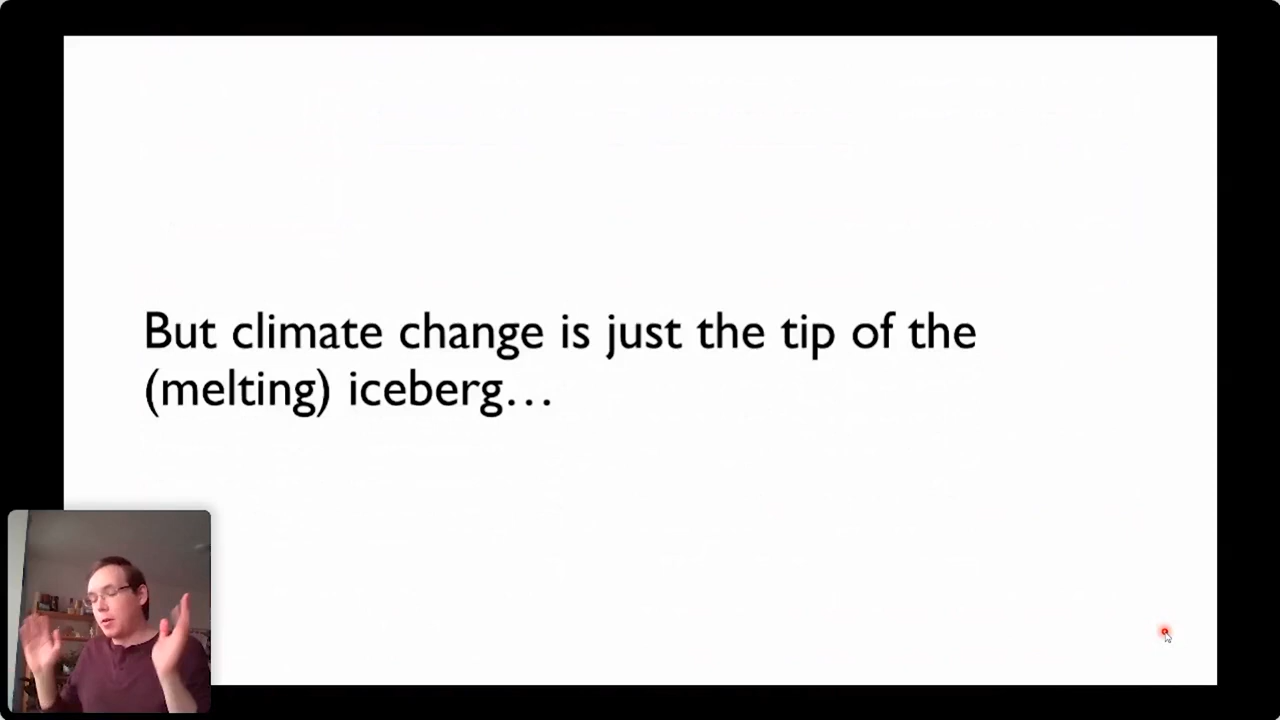 But climate change is just the tip of the
(melting) iceberg…